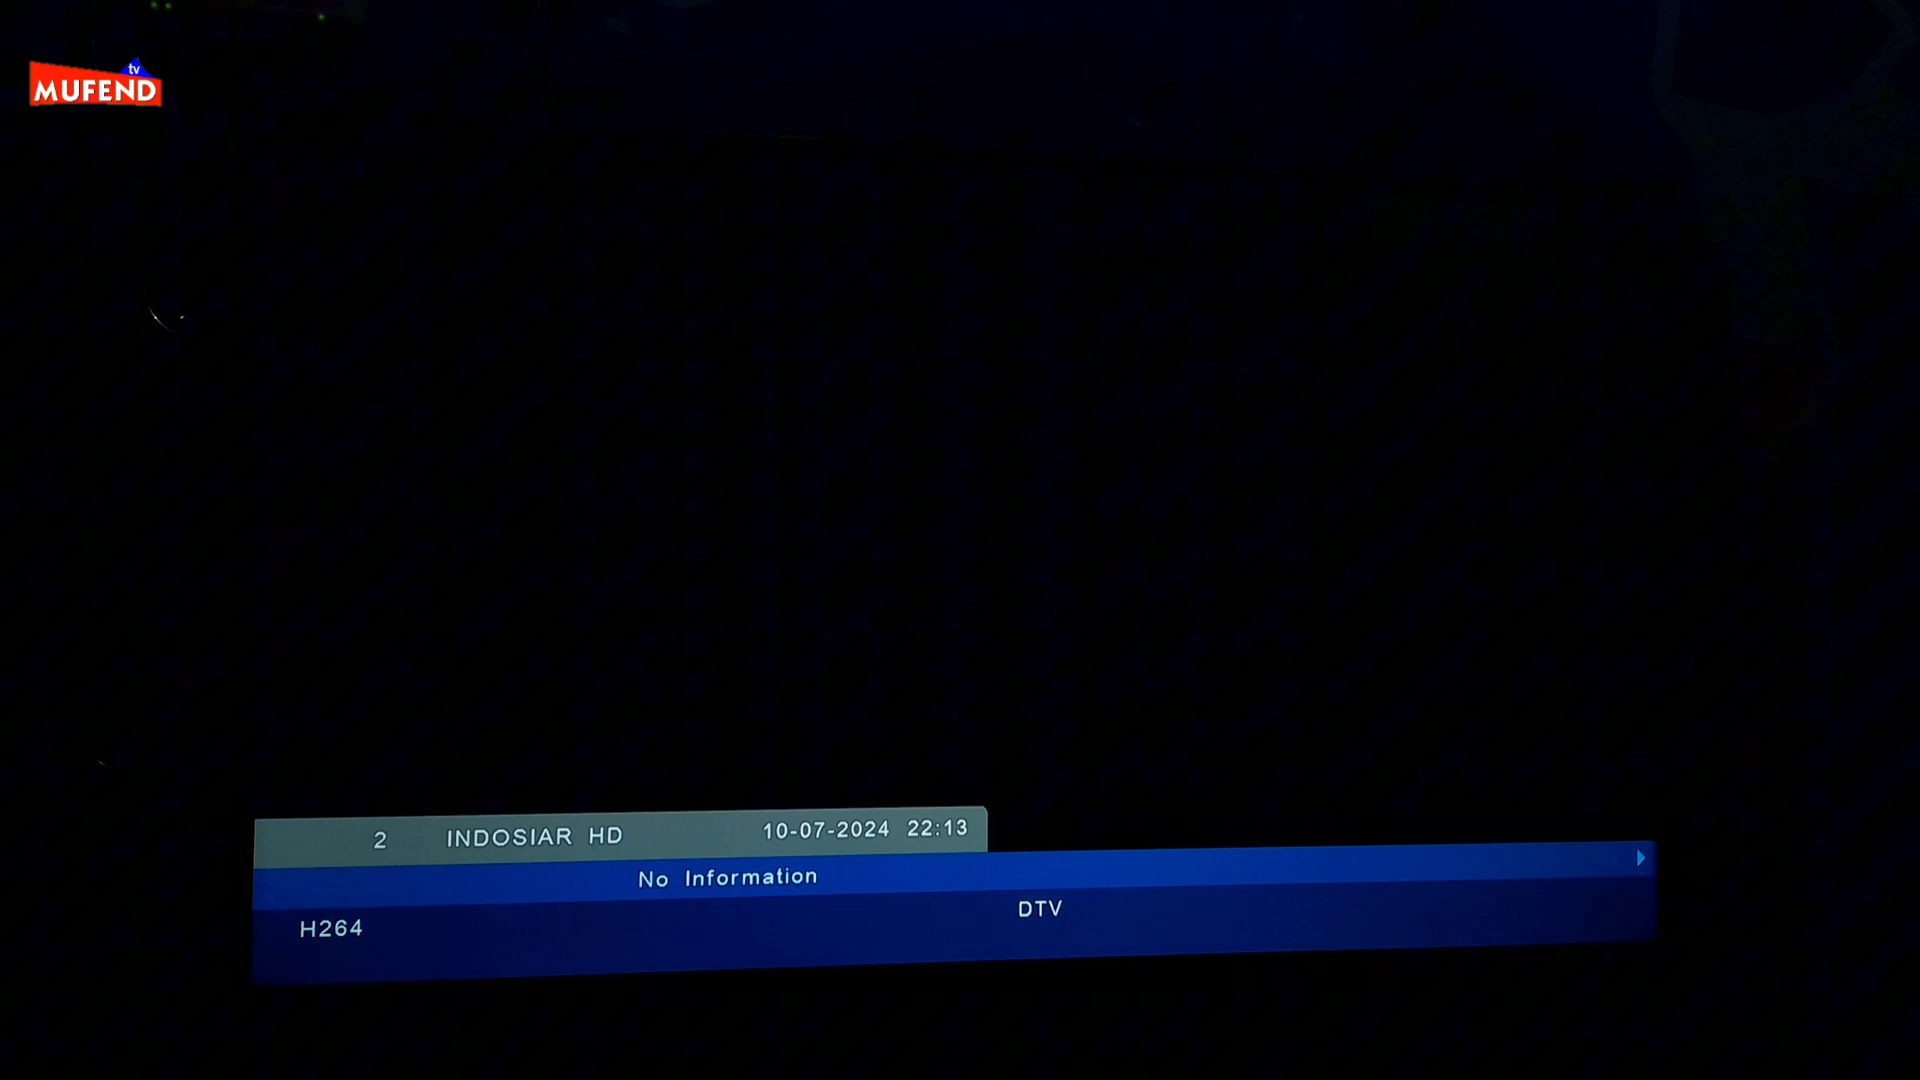 tv
MUFEND
2 INDOSIAR HD 10-07-2024 22:13
No Information
H264 DTV